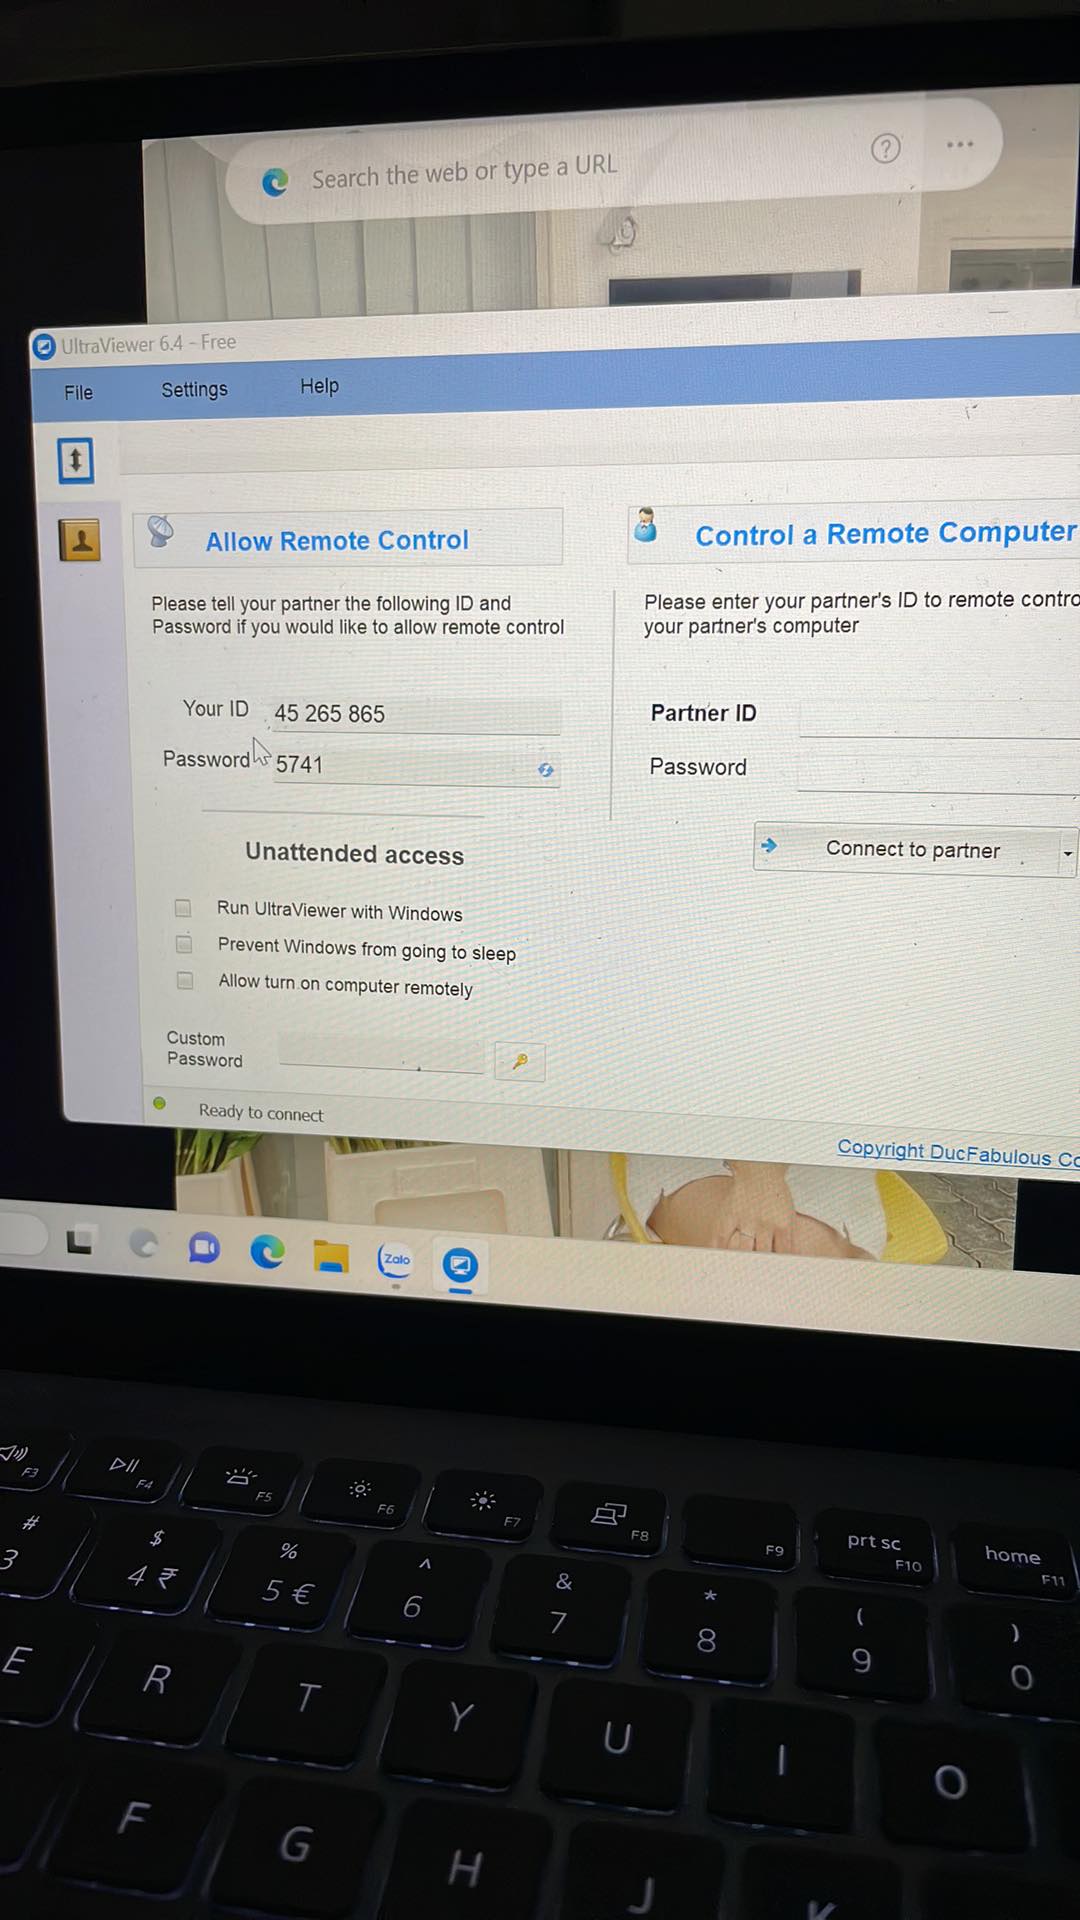 Search the web or type a URL
UltraViewer 6.4 - Free
File Settings Help
Allow Remote Control
Please tell your partner the following ID and
Password if you would like to allow remote control
Your ID 45 265 865
Password 5741
Unattended access
Run UltraViewer with Windows
Prevent Windows from going to sleep
Allow turn on computer remotely
Custom
Password
Ready to connect
Control a Remote Computer
Please enter your partner's ID to remote contro
your partner's computer
Partner ID
Password
Connect to partner
Copyright DucFabulous Co
Zalo
F3 F4 F5 F6 F7 F8 F9 prt sc F10 home F11
# 3 $ 4 ₹ % 5 € ^ 6 & 7 * 8 ( 9 ) 0
E R T Y U I O
F G H J K